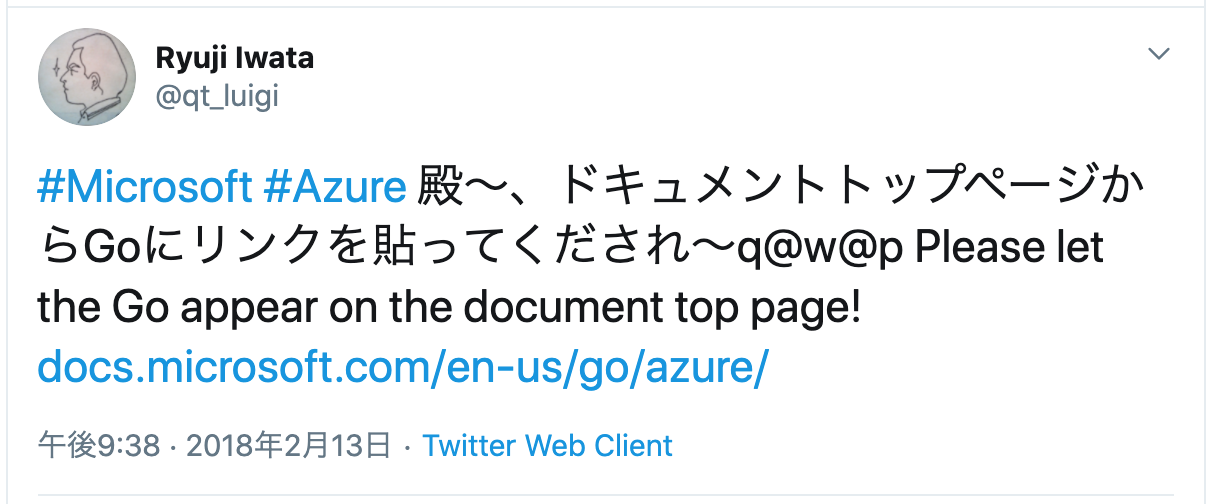 Ryuji Iwata
@qt_luigi
#Microsoft #Azure 殿〜、ドキュメントトップページか
らGoにリンクを貼ってくだされ〜q@w@p Please let
the Go appear on the document top page!
docs.microsoft.com/en-us/go/azure/
午後9:38 · 2018年2月13日 · Twitter Web Client